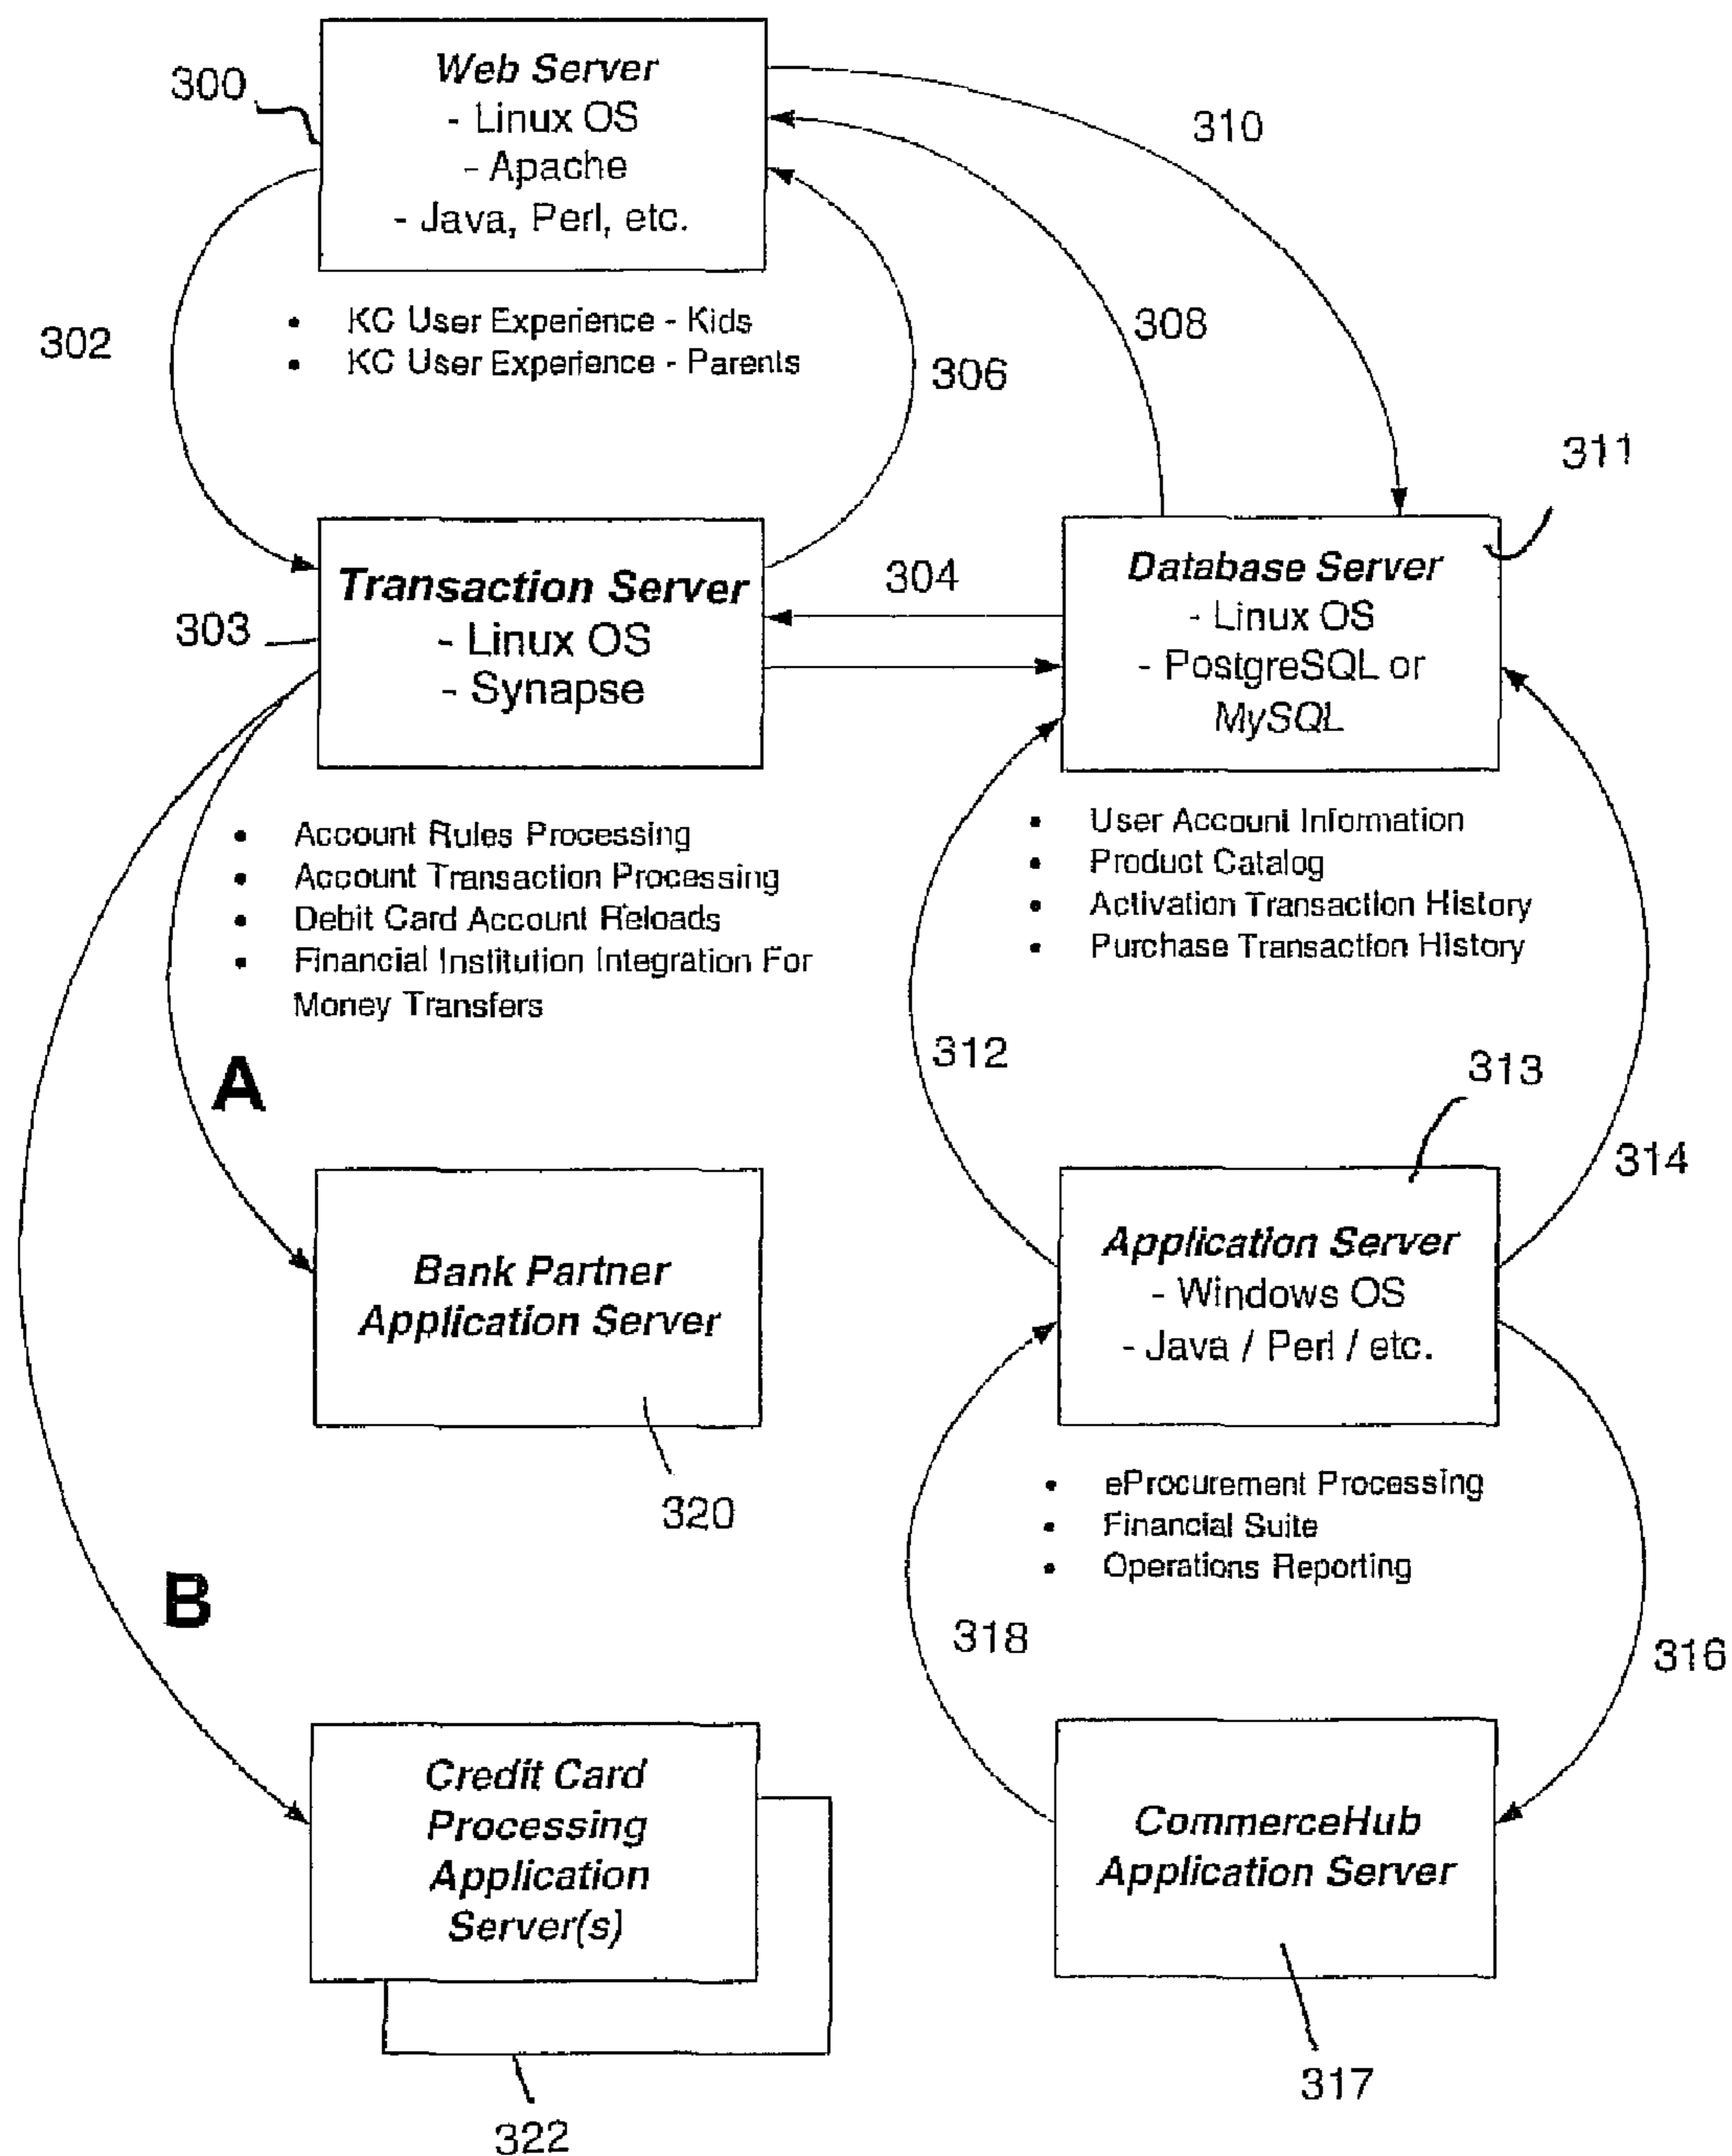 Web Server
- Linux OS
- Apache
- Java, Perl, etc.
300
310
302
• KC User Experience - Kids
• KC User Experience - Parents
308
306
311
Transaction Server
- Linux OS
- Synapse
303
304
Database Server
- Linux OS
- PostgreSQL or
MySQL
• Account Rules Processing
• Account Transaction Processing
• Debit Card Account Reloads
• Financial Institution Integration For
Money Transfers
• User Account Information
• Product Catalog
• Activation Transaction History
• Purchase Transaction History
A
312
313
314
Bank Partner
Application Server
320
Application Server
- Windows OS
- Java / Perl / etc.
• eProcurement Processing
• Financial Suite
• Operations Reporting
B
318
316
Credit Card
Processing
Application
Server(s)
322
CommerceHub
Application Server
317